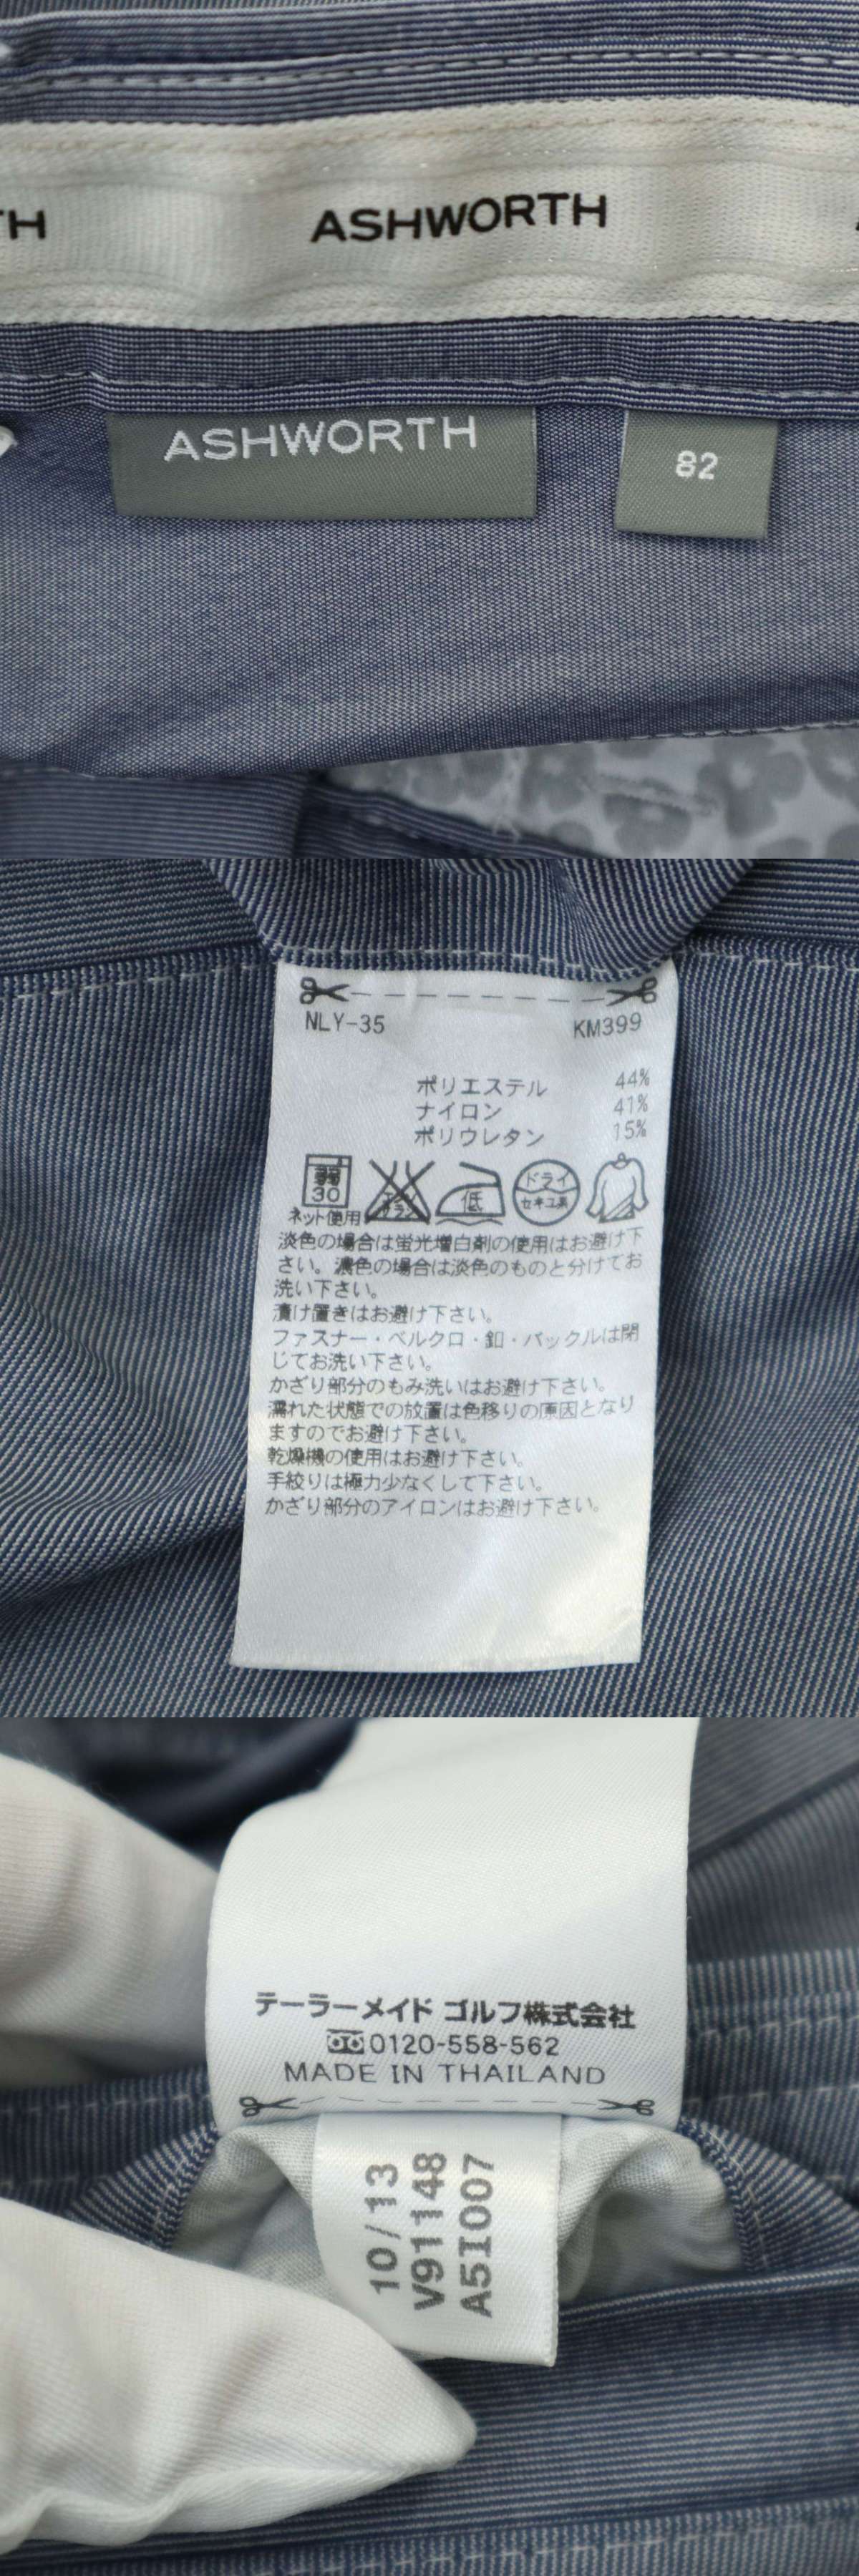 TH ASHWORTH
ASHWORTH
82
NLY-35 KM399
ポリエステル 44%
ナイロン 41%
ポリウレタン 15%
30
ネット使用
低
ドライ
セキユ系
淡色の場合は蛍光増白剤の使用はお避け下
さい。濃色の場合は淡色のものと分けてお
洗い下さい。
漬け置きはお避け下さい。
ファスナー・ベルクロ・釦・バックルは閉
じてお洗い下さい。
かざり部分のもみ洗いはお避け下さい。
濡れた状態での放置は色移りの原因となり
ますのでお避け下さい。
乾燥機の使用はお避け下さい。
手絞りは極力少なくして下さい。
かざり部分のアイロンはお避け下さい。
テーラーメイド ゴルフ株式会社
0120-558-562
MADE IN THAILAND
10/13
V91148
A5I007